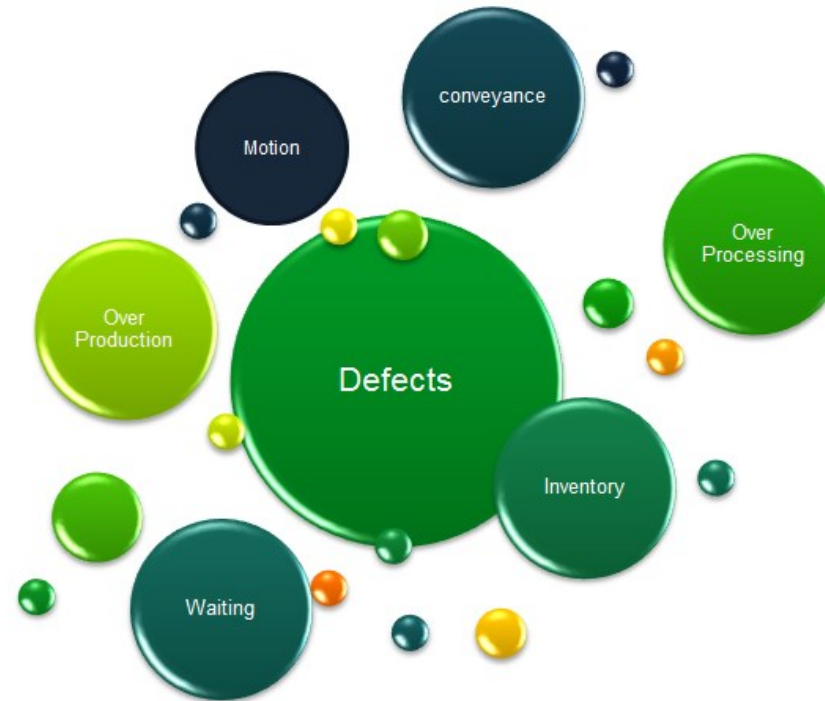 conveyance
Motion
Over
Processing
Over
Production
Defects
Inventory
Waiting